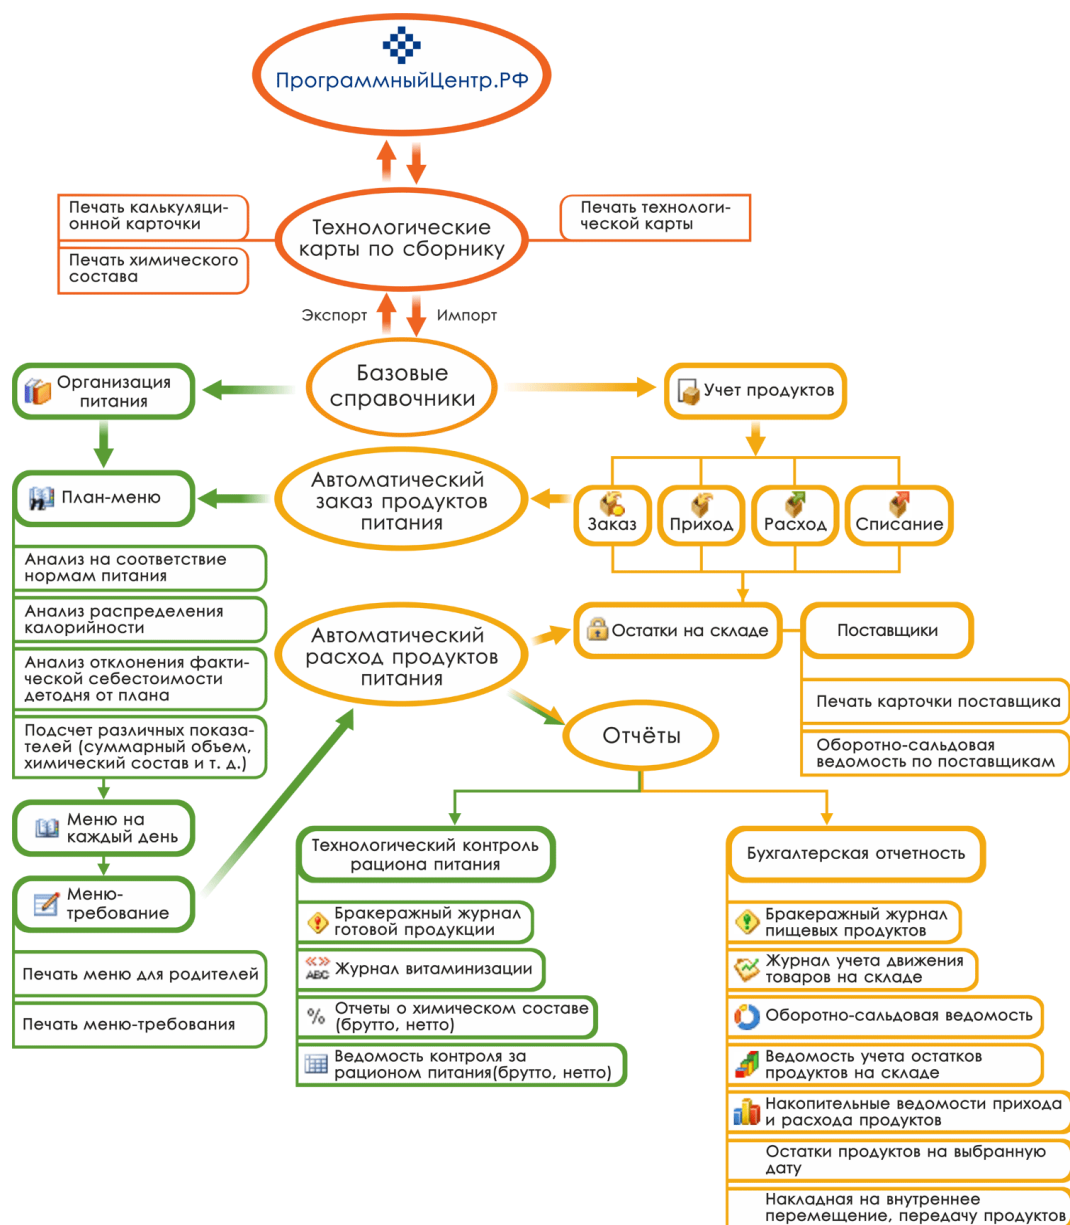 ПрограммныйЦентр.РФ
Печать калькуляци-
онной карточки
Печать химического
состава
Технологические
карты по сборнику
Печать технологи-
ческой карты
Экспорт
Импорт
Организация
питания
Базовые
справочники
Учет продуктов
План-меню
Автоматический
заказ продуктов
питания
Заказ
Приход
Расход
Списание
Анализ на соответствие
нормам питания
Анализ распределения
калорийности
Анализ отклонения факти-
ческой себестоимости
детодня от плана
Подсчет различных показа-
телей (суммарный объем,
химический состав и т. д.)
Автоматический
расход продуктов
питания
Остатки на складе
Поставщики
Печать карточки поставщика
Оборотно-сальдовая
ведомость по поставщикам
Отчёты
Меню на
каждый день
Меню-
требование
Печать меню для родителей
Печать меню-требования
Технологический контроль
рациона питания
Бракеражный журнал
готовой продукции
ABC
Журнал витаминизации
%
Отчеты о химическом составе
(брутто, нетто)
Ведомость контроля за
рационом питания(брутто, нетто)
Бухгалтерская отчетность
Бракеражный журнал
пищевых продуктов
Журнал учета движения
товаров на складе
Оборотно-сальдовая ведомость
Ведомость учета остатков
продуктов на складе
Накопительные ведомости прихода
и расхода продуктов
Остатки продуктов на выбранную
дату
Накладная на внутреннее
перемещение, передачу продуктов